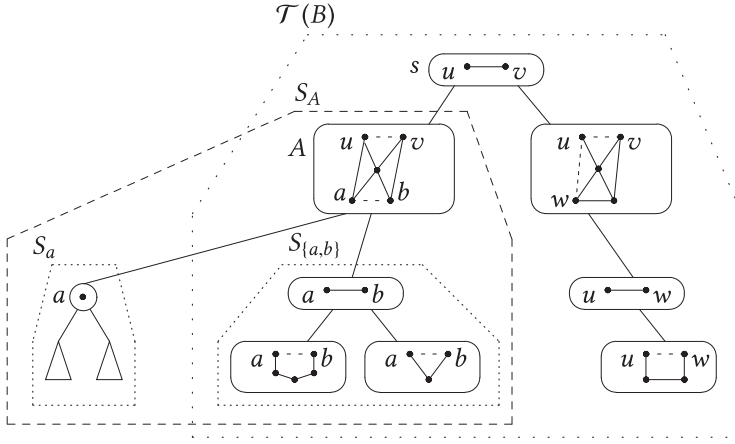 𝒯(B)
s u v
S_A
A u v
a b
u v
w
S_a
S_{a,b}
a
a b
u w
a b
a b
u w